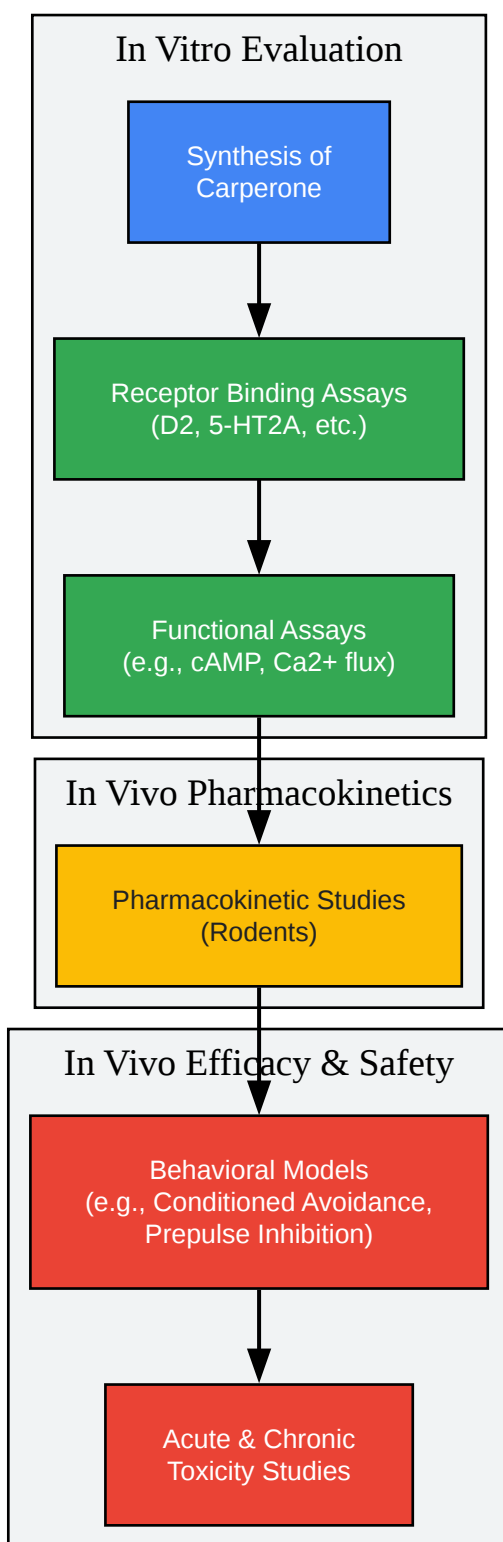 In Vitro Evaluation
Synthesis of
Carperone
Receptor Binding Assays
(D2, 5-HT2A, etc.)
Functional Assays
(e.g., cAMP, Ca2+ flux)
In Vivo Pharmacokinetics
Pharmacokinetic Studies
(Rodents)
In Vivo Efficacy & Safety
Behavioral Models
(e.g., Conditioned Avoidance,
Prepulse Inhibition)
Acute & Chronic
Toxicity Studies